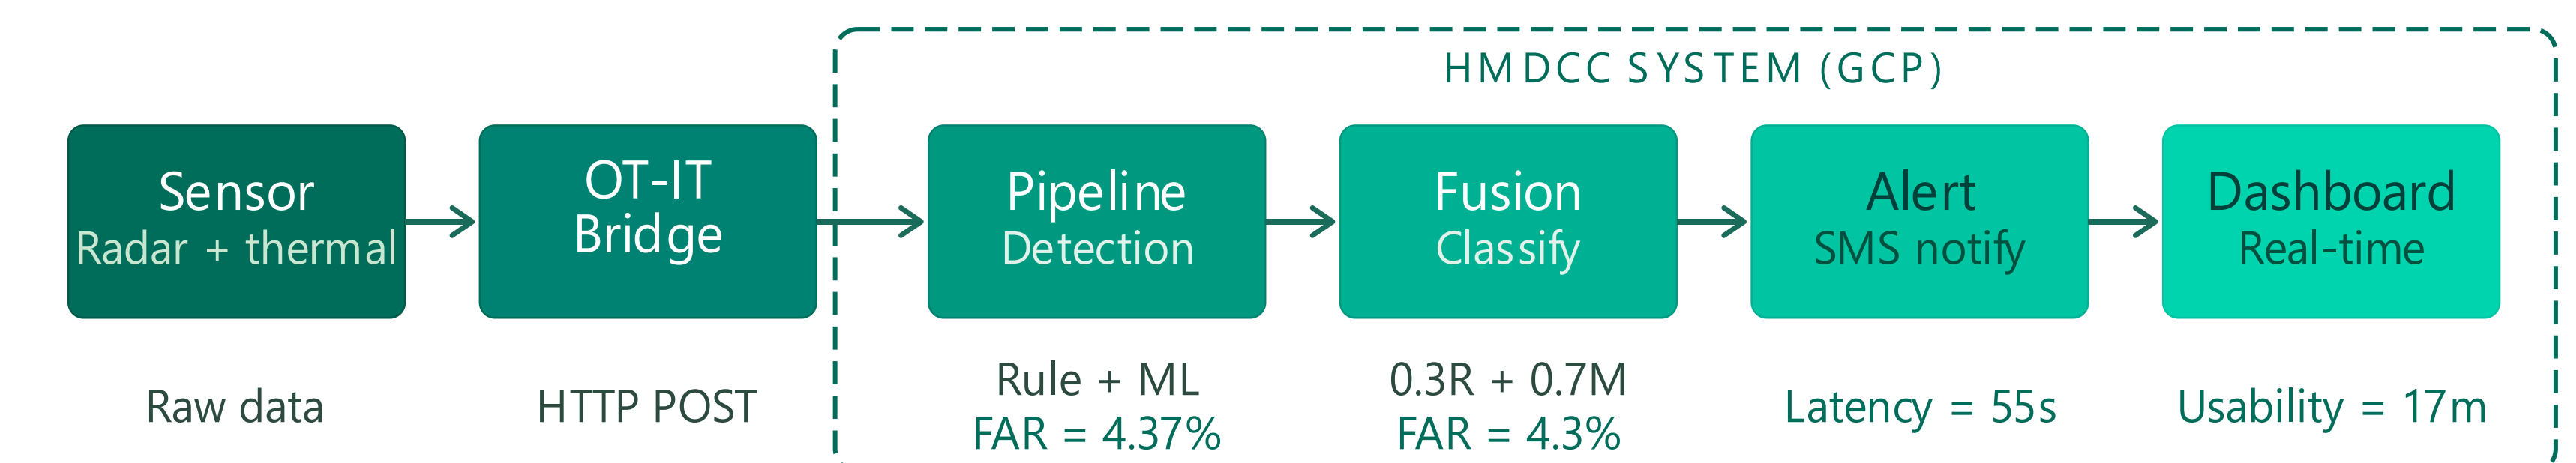 HMDCC SYSTEM (GCP)
Sensor
Radar + thermal
Raw data
OT-IT
Bridge
HTTP POST
Pipeline
Detection
Rule + ML
FAR = 4.37%
Fusion
Classify
0.3R + 0.7M
FAR = 4.3%
Alert
SMS notify
Latency = 55s
Dashboard
Real-time
Usability = 17m